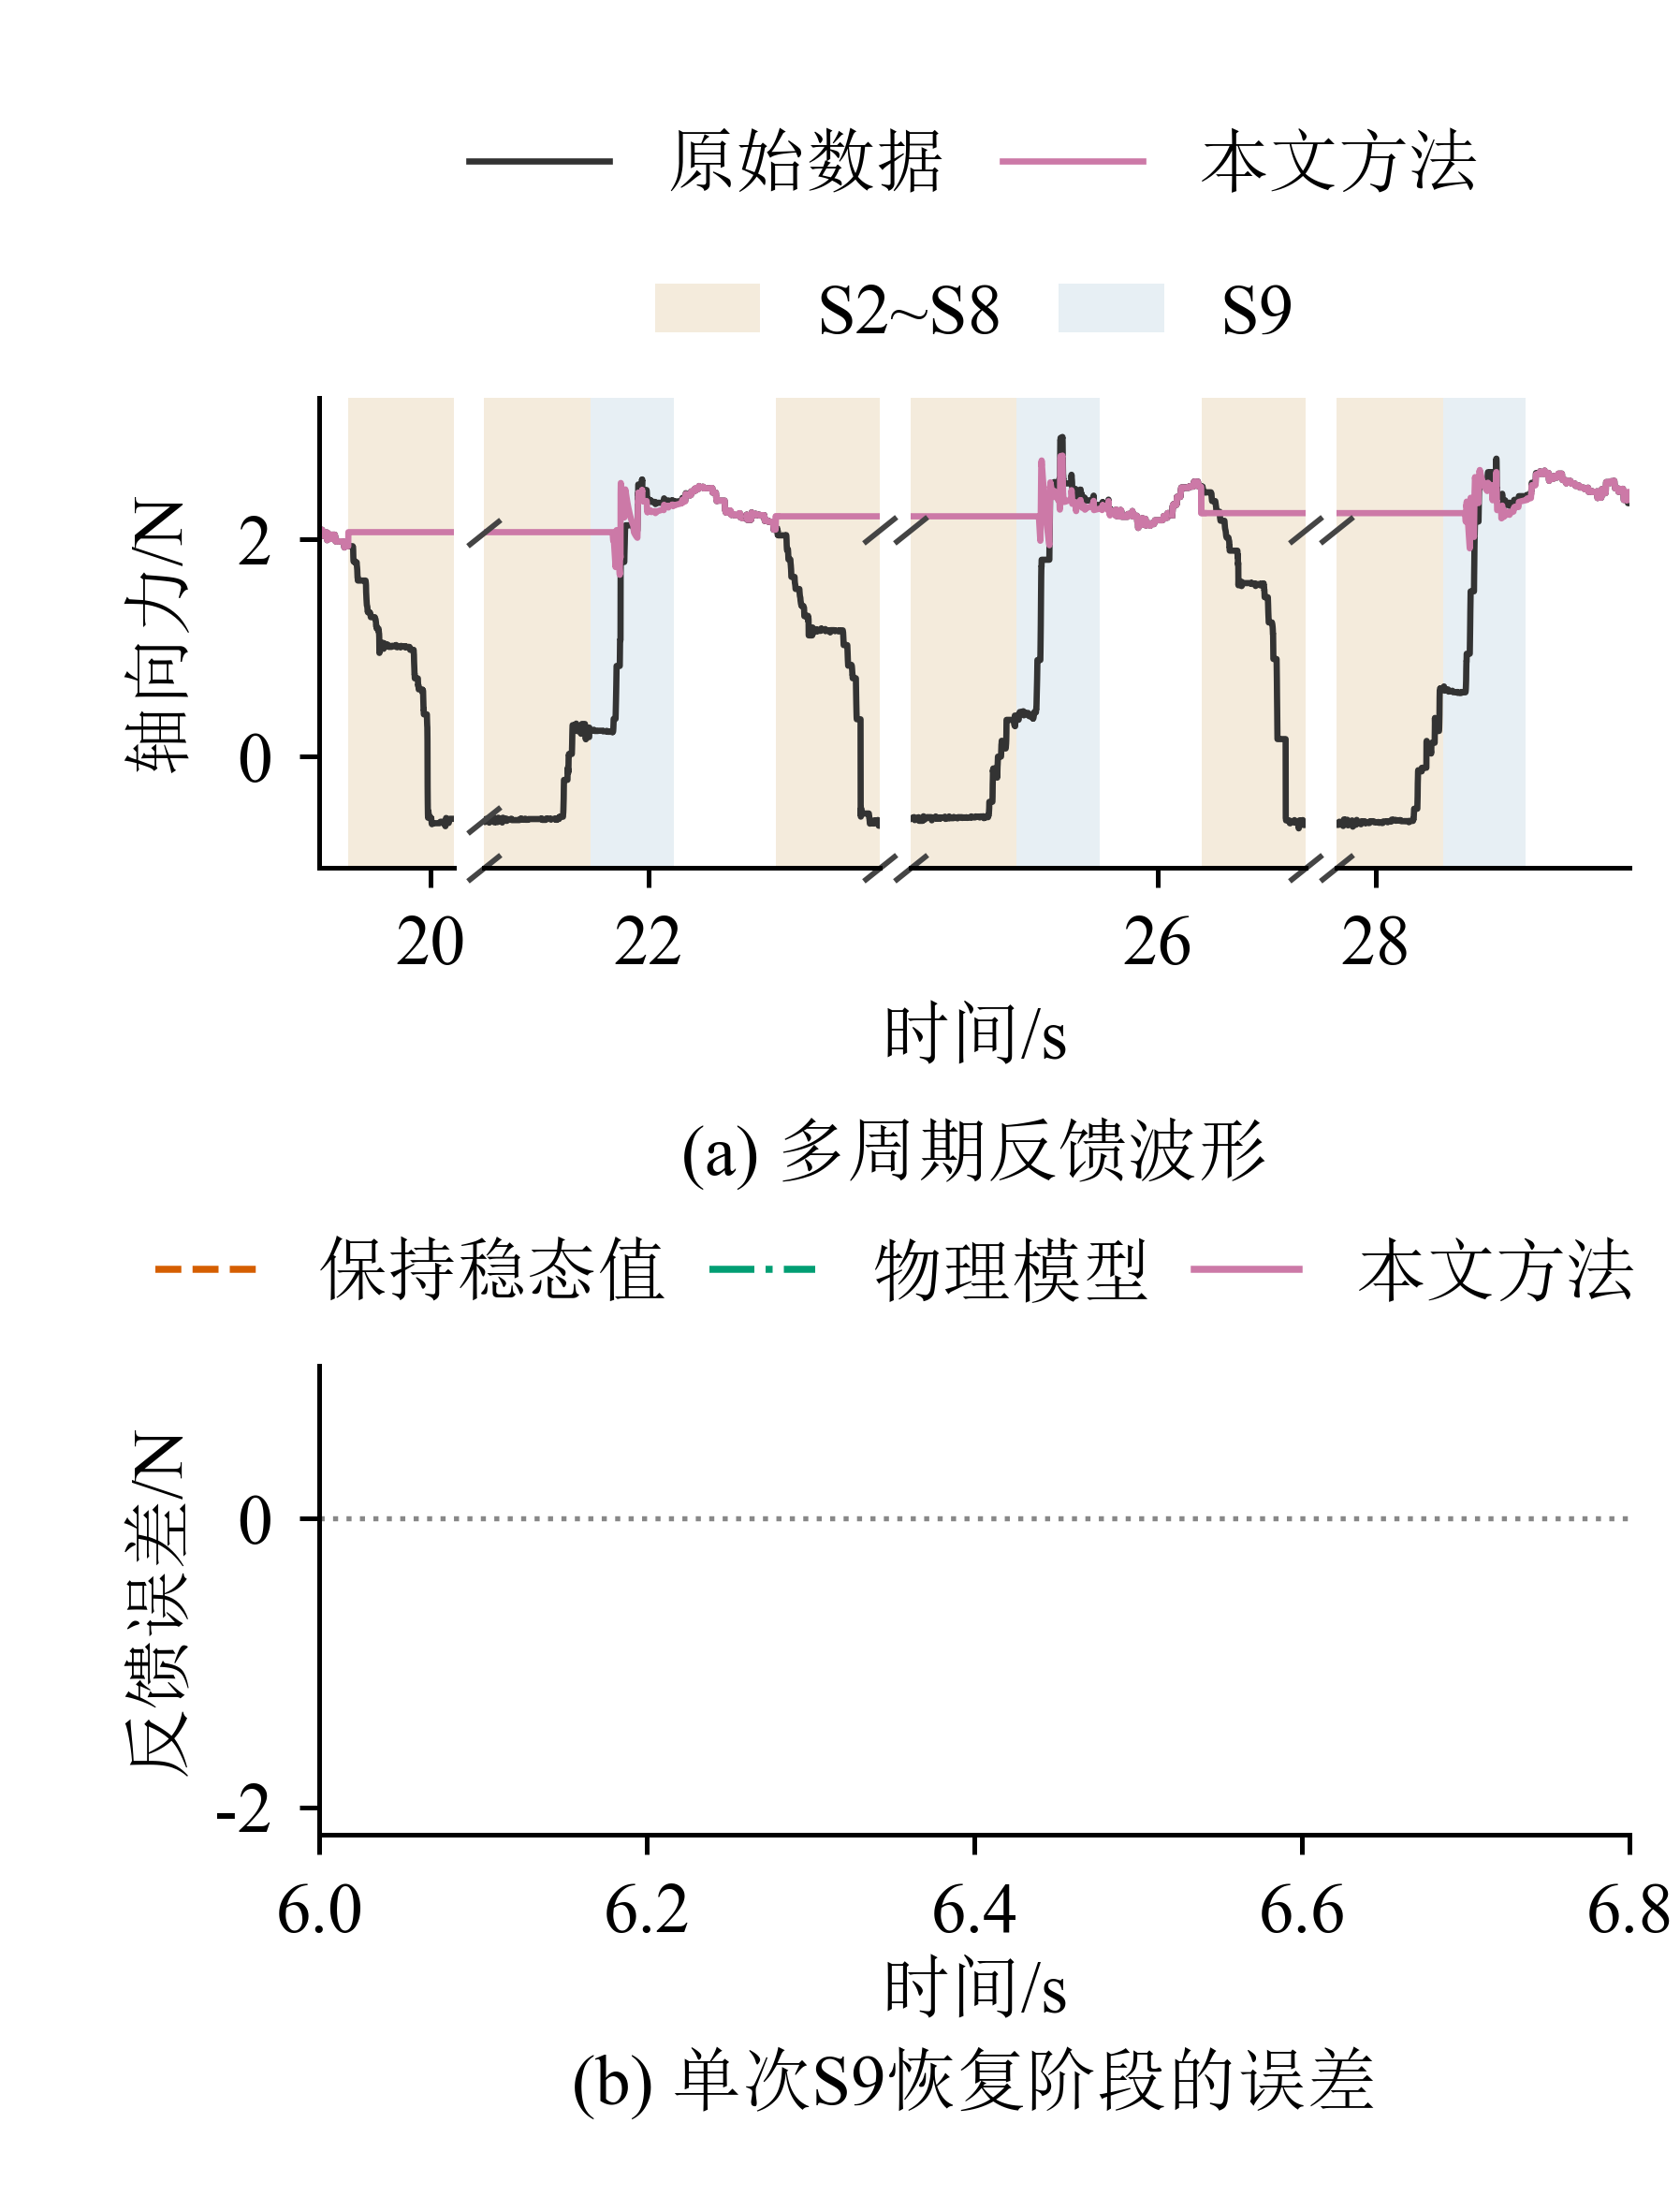 原始数据 本文方法
S2~S8 S9
轴向力/N
2
0
20 22 26 28
时间/s
(a) 多周期反馈波形
保持稳态值 物理模型 本文方法
反馈误差/N
0
-2
6.0 6.2 6.4 6.6 6.8
时间/s
(b) 单次S9恢复阶段的误差